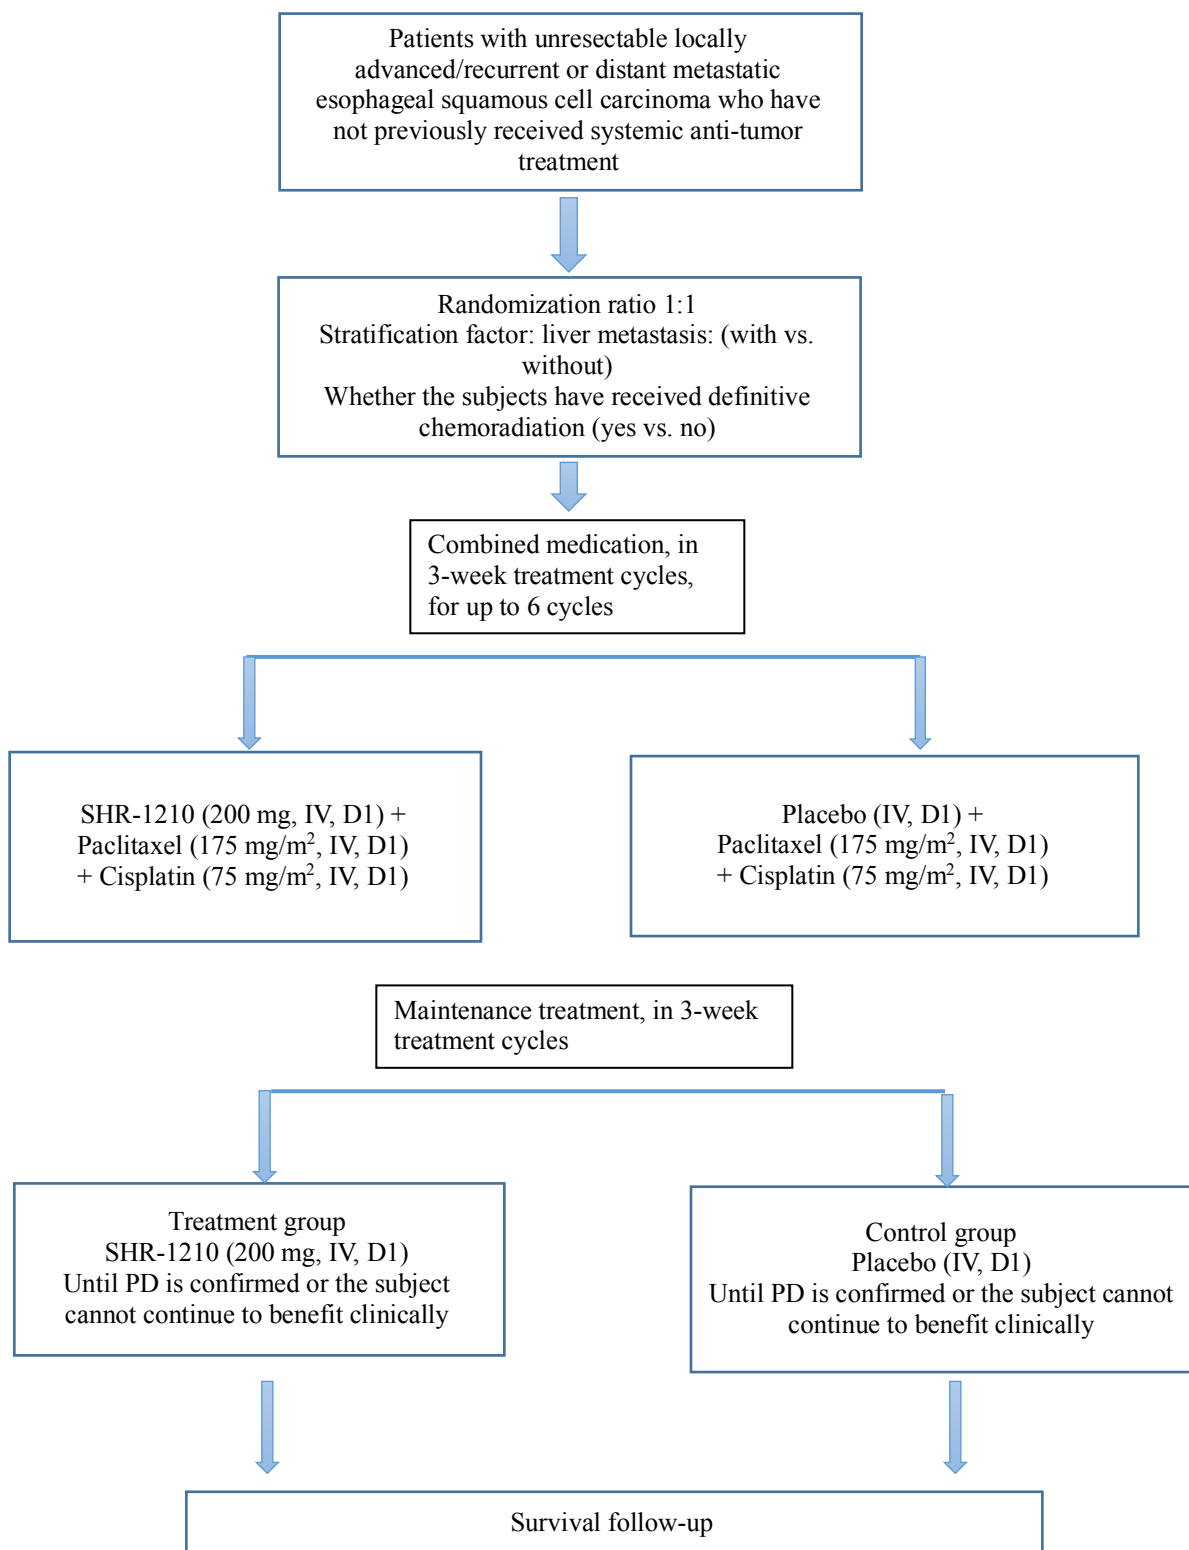 Patients with unresectable locally
advanced/recurrent or distant metastatic
esophageal squamous cell carcinoma who have
not previously received systemic anti-tumor
treatment
Randomization ratio 1:1
Stratification factor: liver metastasis: (with vs.
without)
Whether the subjects have received definitive
chemoradiation (yes vs. no)
Combined medication, in
3-week treatment cycles,
for up to 6 cycles
SHR-1210 (200 mg, IV, D1) +
Paclitaxel (175 mg/m², IV, D1)
+ Cisplatin (75 mg/m², IV, D1)
Placebo (IV, D1) +
Paclitaxel (175 mg/m², IV, D1)
+ Cisplatin (75 mg/m², IV, D1)
Maintenance treatment, in 3-week
treatment cycles
Treatment group
SHR-1210 (200 mg, IV, D1)
Until PD is confirmed or the subject
cannot continue to benefit clinically
Control group
Placebo (IV, D1)
Until PD is confirmed or the subject cannot
continue to benefit clinically
Survival follow-up